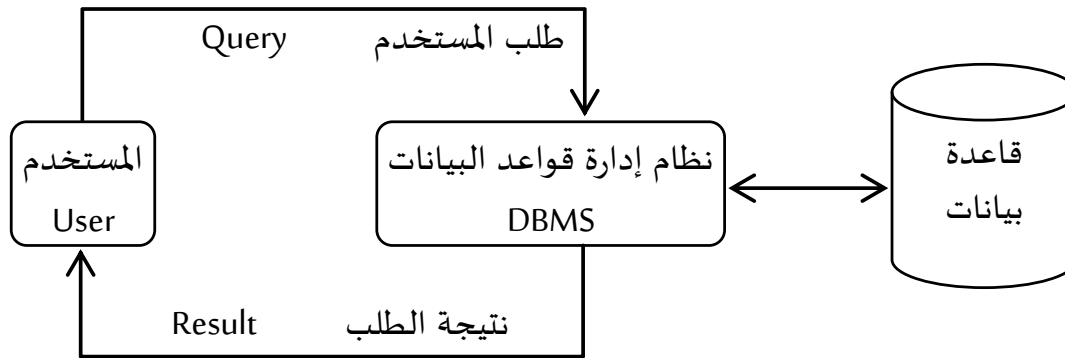 طلب المستخدم Query
المستخدم
User
نظام إدارة قواعد البيانات
DBMS
قاعدة
بيانات
نتيجة الطلب Result